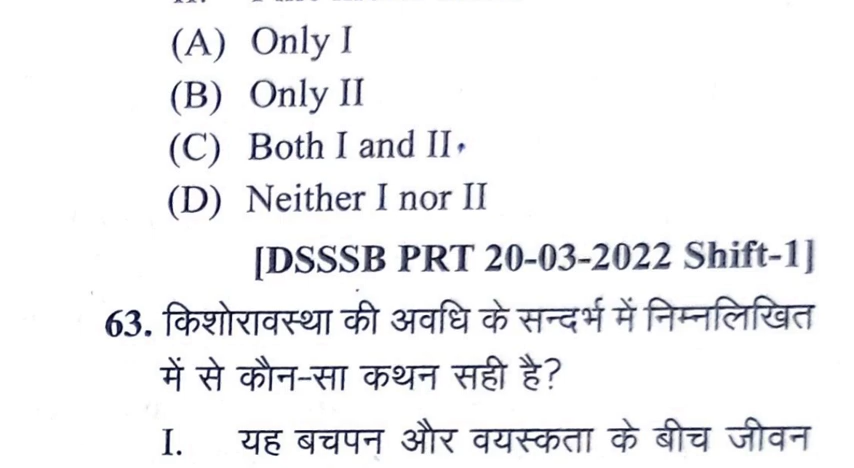 (A) Only I
(B) Only II
(C) Both I and II
(D) Neither I nor II
[DSSSB PRT 20-03-2022 Shift-1]
63. किशोरावस्था की अवधि के सन्दर्भ में निम्नलिखित
में से कौन-सा कथन सही है?
I. यह बचपन और वयस्कता के बीच जीवन